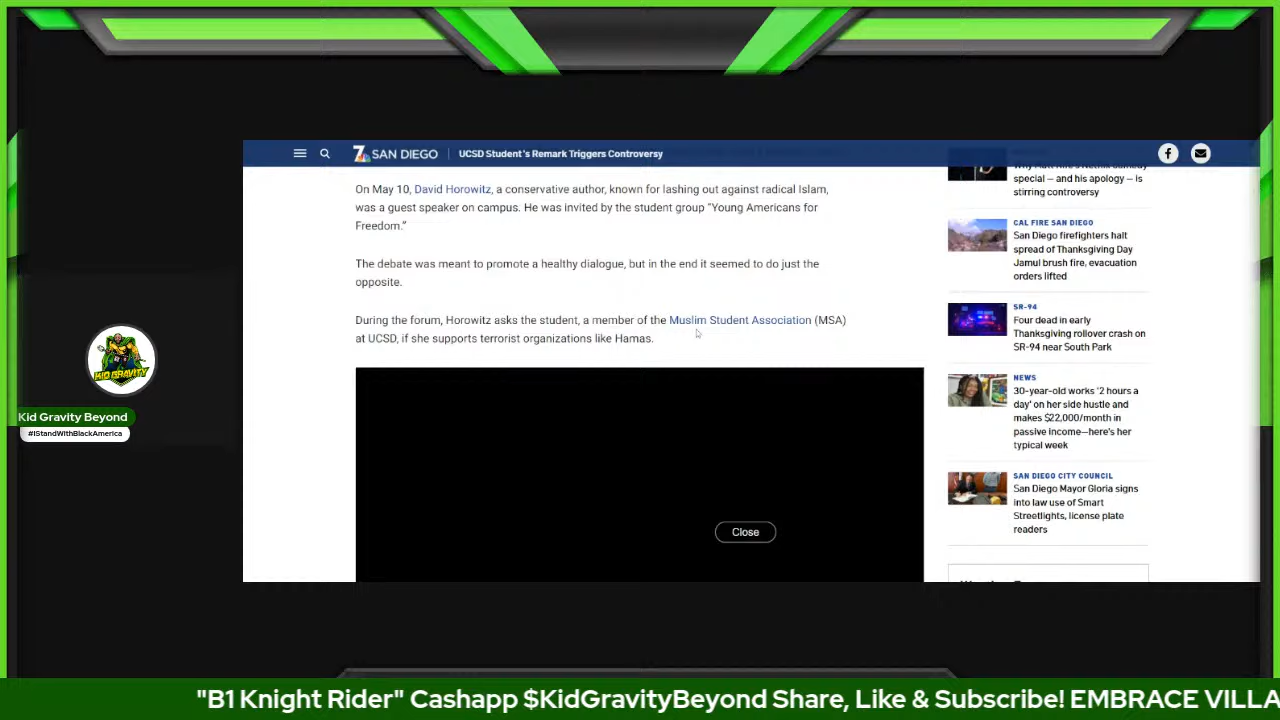 7 SAN DIEGO
UCSD Student's Remark Triggers Controversy
On May 10, David Horowitz, a conservative author, known for lashing out against radical Islam,
was a guest speaker on campus. He was invited by the student group "Young Americans for
Freedom."
The debate was meant to promote a healthy dialogue, but in the end it seemed to do just the
opposite.
During the forum, Horowitz asks the student, a member of the Muslim Student Association (MSA)
at UCSD, if she supports terrorist organizations like Hamas.
Close
special — and his apology — is
stirring controversy
CAL FIRE SAN DIEGO
San Diego firefighters halt
spread of Thanksgiving Day
Jamul brush fire, evacuation
orders lifted
SR-94
Four dead in early
Thanksgiving rollover crash on
SR-94 near South Park
NEWS
30-year-old works '2 hours a
day' on her side hustle and
makes $22,000/month in
passive income—here's her
typical week
SAN DIEGO CITY COUNCIL
San Diego Mayor Gloria signs
into law use of Smart
Streetlights, license plate
readers
KID GRAVITY
Kid Gravity Beyond
#IStandWithBlackAmerica
"B1 Knight Rider" Cashapp $KidGravityBeyond Share, Like & Subscribe! EMBRACE VILLA